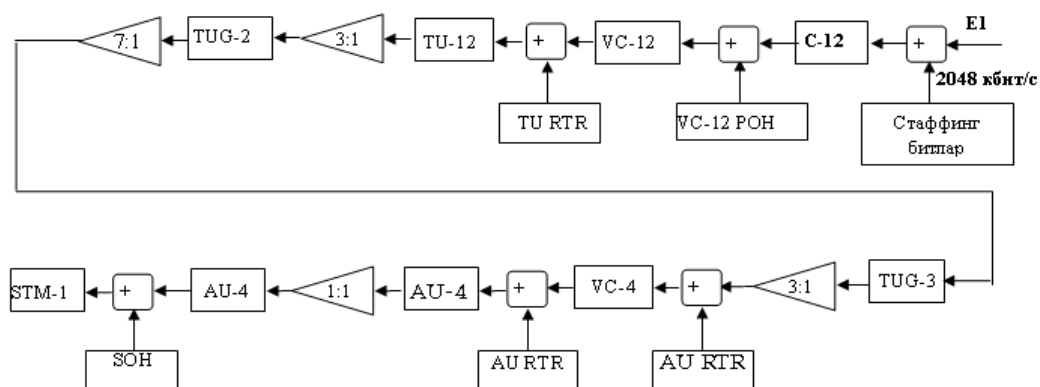 7:1
TUG-2
3:1
TU-12
+
VC-12
+
C-12
+
E1
2048 кбит/с
TU RTR
VC-12 POH
Стаффинг
битлар
STM-1
+
AU-4
1:1
AU-4
+
VC-4
+
3:1
TUG-3
SOH
AU RTR
AU RTR